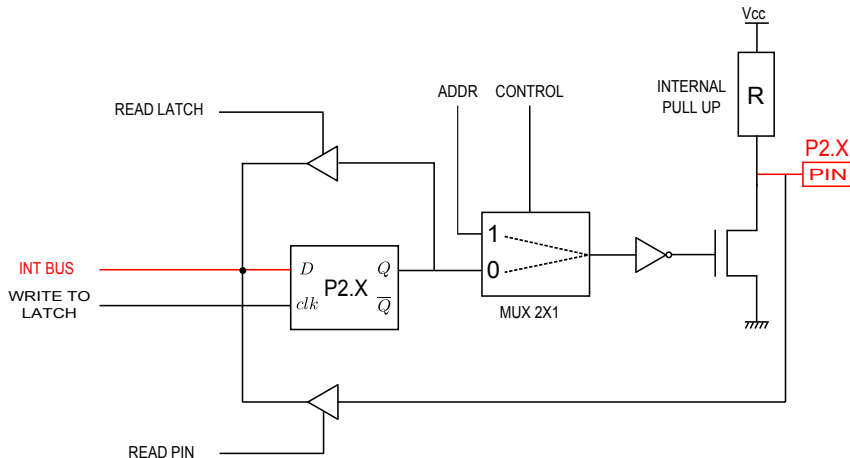 Vcc
INTERNAL
PULL UP
R
ADDR
CONTROL
READ LATCH
P2.X
PIN
1
0
MUX 2X1
INT BUS
WRITE TO
LATCH
D
Q
P2.X
clk
Q̅
READ PIN